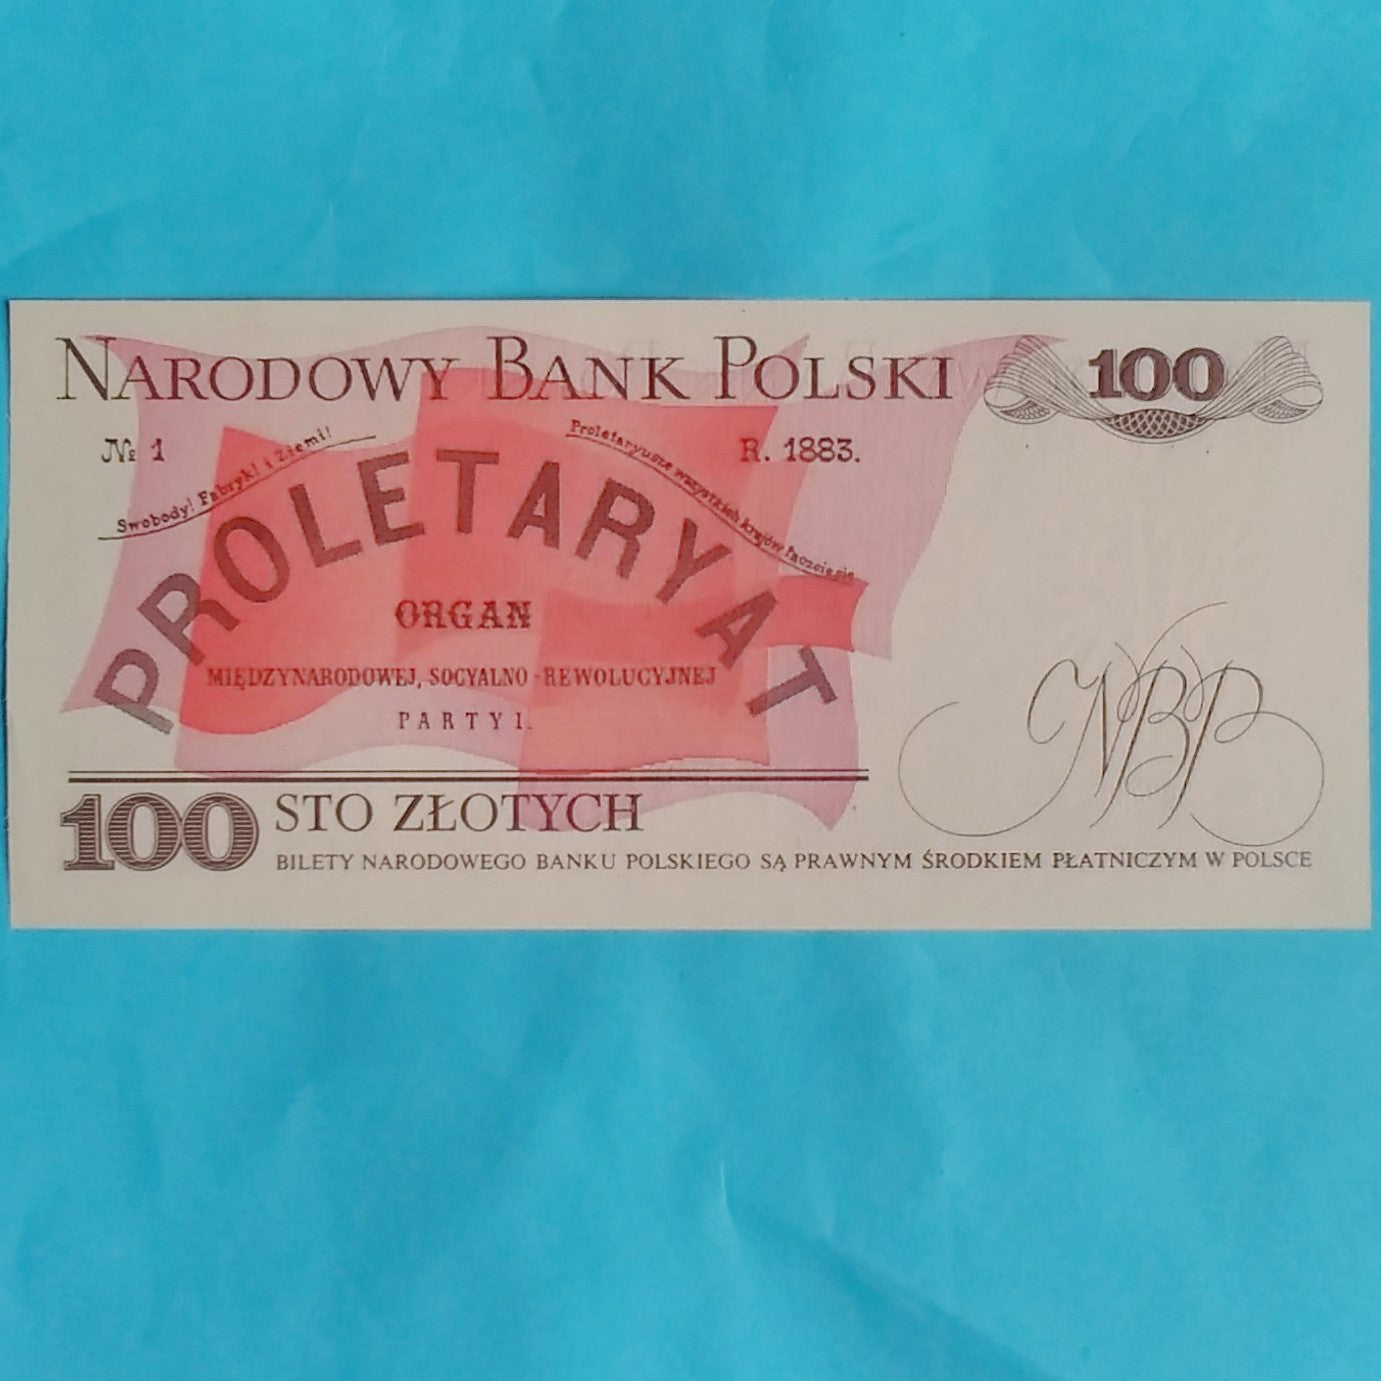 NARODOWY BANK POLSKI 100
№ 1
R. 1883.
Swobody! Fabryk! i Ziemi!
Proletaryusze wszystkich krajów łączcie się
PROLETARYAT
ORGAN
MIĘDZYNARODOWEJ, SOCYALNO-REWOLUCYJNEJ
PARTYI.
NBP
100 STO ZŁOTYCH
BILETY NARODOWEGO BANKU POLSKIEGO SĄ PRAWNYM ŚRODKIEM PŁATNICZYM W POLSCE